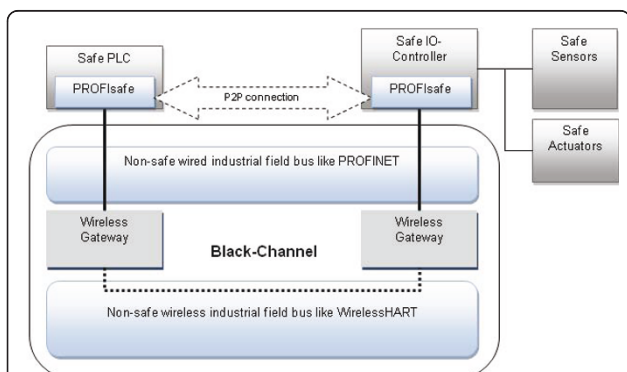 Safe PLC
PROFIsafe
P2P connection
Safe IO-
Controller
PROFIsafe
Safe
Sensors
Safe
Actuators
Non-safe wired industrial field bus like PROFINET
Wireless
Gateway
Wireless
Gateway
Black-Channel
Non-safe wireless industrial field bus like WirelessHART